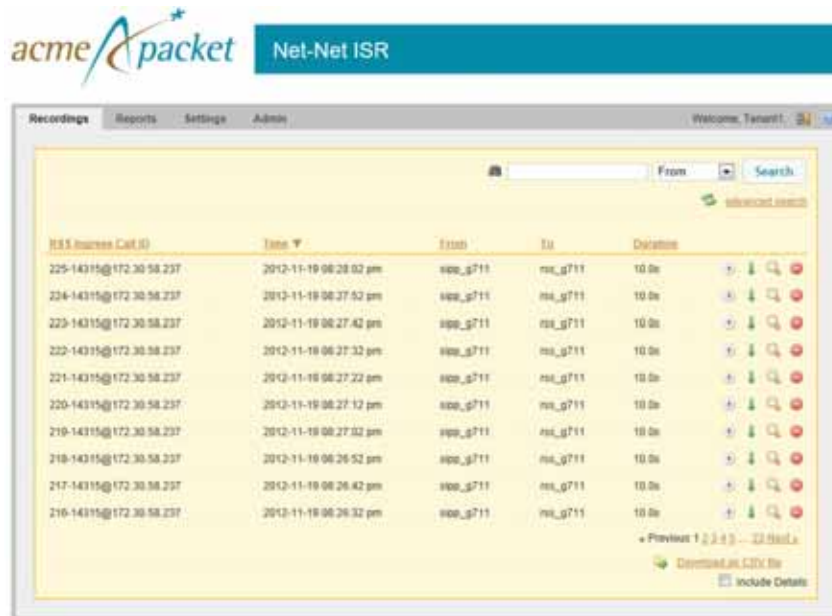 acme packet
Net-Net ISR
Recordings Reports Settings Admin Welcome, Tenant1.
From Search
advanced search
RSS Ingress Call ID Time ▼ From To Duration
225-14315@172.30.58.237 2012-11-19 08:28:02 pm sipp_g711 rss_g711 10.0s
224-14315@172.30.58.237 2012-11-19 08:27:52 pm sipp_g711 rss_g711 10.0s
223-14315@172.30.58.237 2012-11-19 08:27:42 pm sipp_g711 rss_g711 10.0s
222-14315@172.30.58.237 2012-11-19 08:27:32 pm sipp_g711 rss_g711 10.0s
221-14315@172.30.58.237 2012-11-19 08:27:22 pm sipp_g711 rss_g711 10.0s
220-14315@172.30.58.237 2012-11-19 08:27:12 pm sipp_g711 rss_g711 10.0s
219-14315@172.30.58.237 2012-11-19 08:27:02 pm sipp_g711 rss_g711 10.0s
218-14315@172.30.58.237 2012-11-19 08:26:52 pm sipp_g711 rss_g711 10.0s
217-14315@172.30.58.237 2012-11-19 08:26:42 pm sipp_g711 rss_g711 10.0s
216-14315@172.30.58.237 2012-11-19 08:26:32 pm sipp_g711 rss_g711 10.0s
« Previous 1 2 3 4 5 ... 23 Next »
Download as CSV file
Include Details